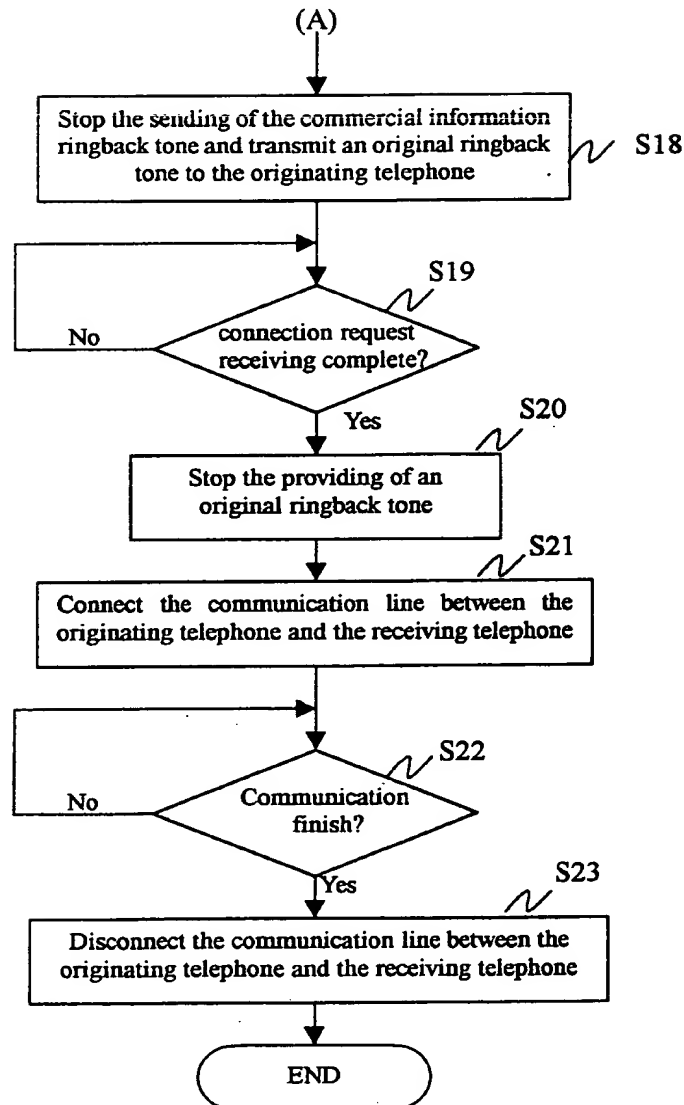 (A)
Stop the sending of the commercial information
ringback tone and transmit an original ringback
tone to the originating telephone
S18
S19
connection request
receiving complete?
No
Yes
S20
Stop the providing of an
original ringback tone
S21
Connect the communication line between the
originating telephone and the receiving telephone
S22
Communication
finish?
No
Yes
S23
Disconnect the communication line between the
originating telephone and the receiving telephone
END